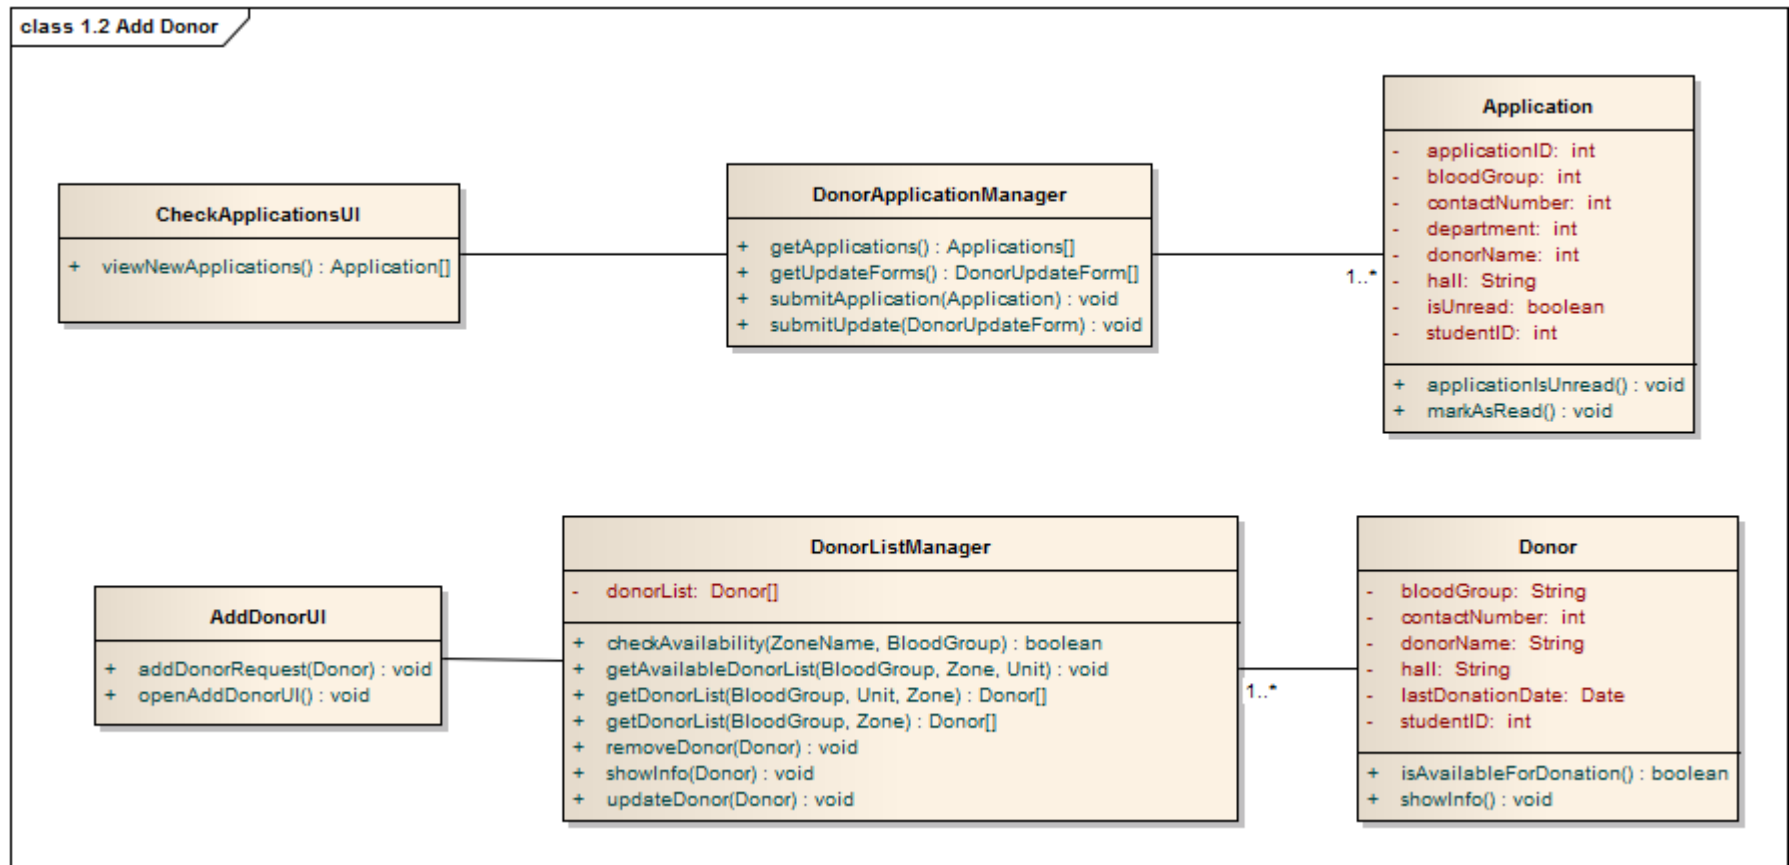 class 1.2 Add Donor
CheckApplicationsUI
+ viewNewApplications() : Application[]
DonorApplicationManager
+ getApplications() : Applications[]
+ getUpdateForms() : DonorUpdateForm[]
+ submitApplication(Application) : void
+ submitUpdate(DonorUpdateForm) : void
1..*
Application
- applicationID: int
- bloodGroup: int
- contactNumber: int
- department: int
- donorName: int
- hall: String
- isUnread: boolean
- studentID: int
+ applicationIsUnread() : void
+ markAsRead() : void
AddDonorUI
+ addDonorRequest(Donor) : void
+ openAddDonorUI() : void
DonorListManager
- donorList: Donor[]
+ checkAvailability(ZoneName, BloodGroup) : boolean
+ getAvailableDonorList(BloodGroup, Zone, Unit) : void
+ getDonorList(BloodGroup, Unit, Zone) : Donor[]
+ getDonorList(BloodGroup, Zone) : Donor[]
+ removeDonor(Donor) : void
+ showInfo(Donor) : void
+ updateDonor(Donor) : void
1..*
Donor
- bloodGroup: String
- contactNumber: int
- donorName: String
- hall: String
- lastDonationDate: Date
- studentID: int
+ isAvailableForDonation() : boolean
+ showInfo() : void